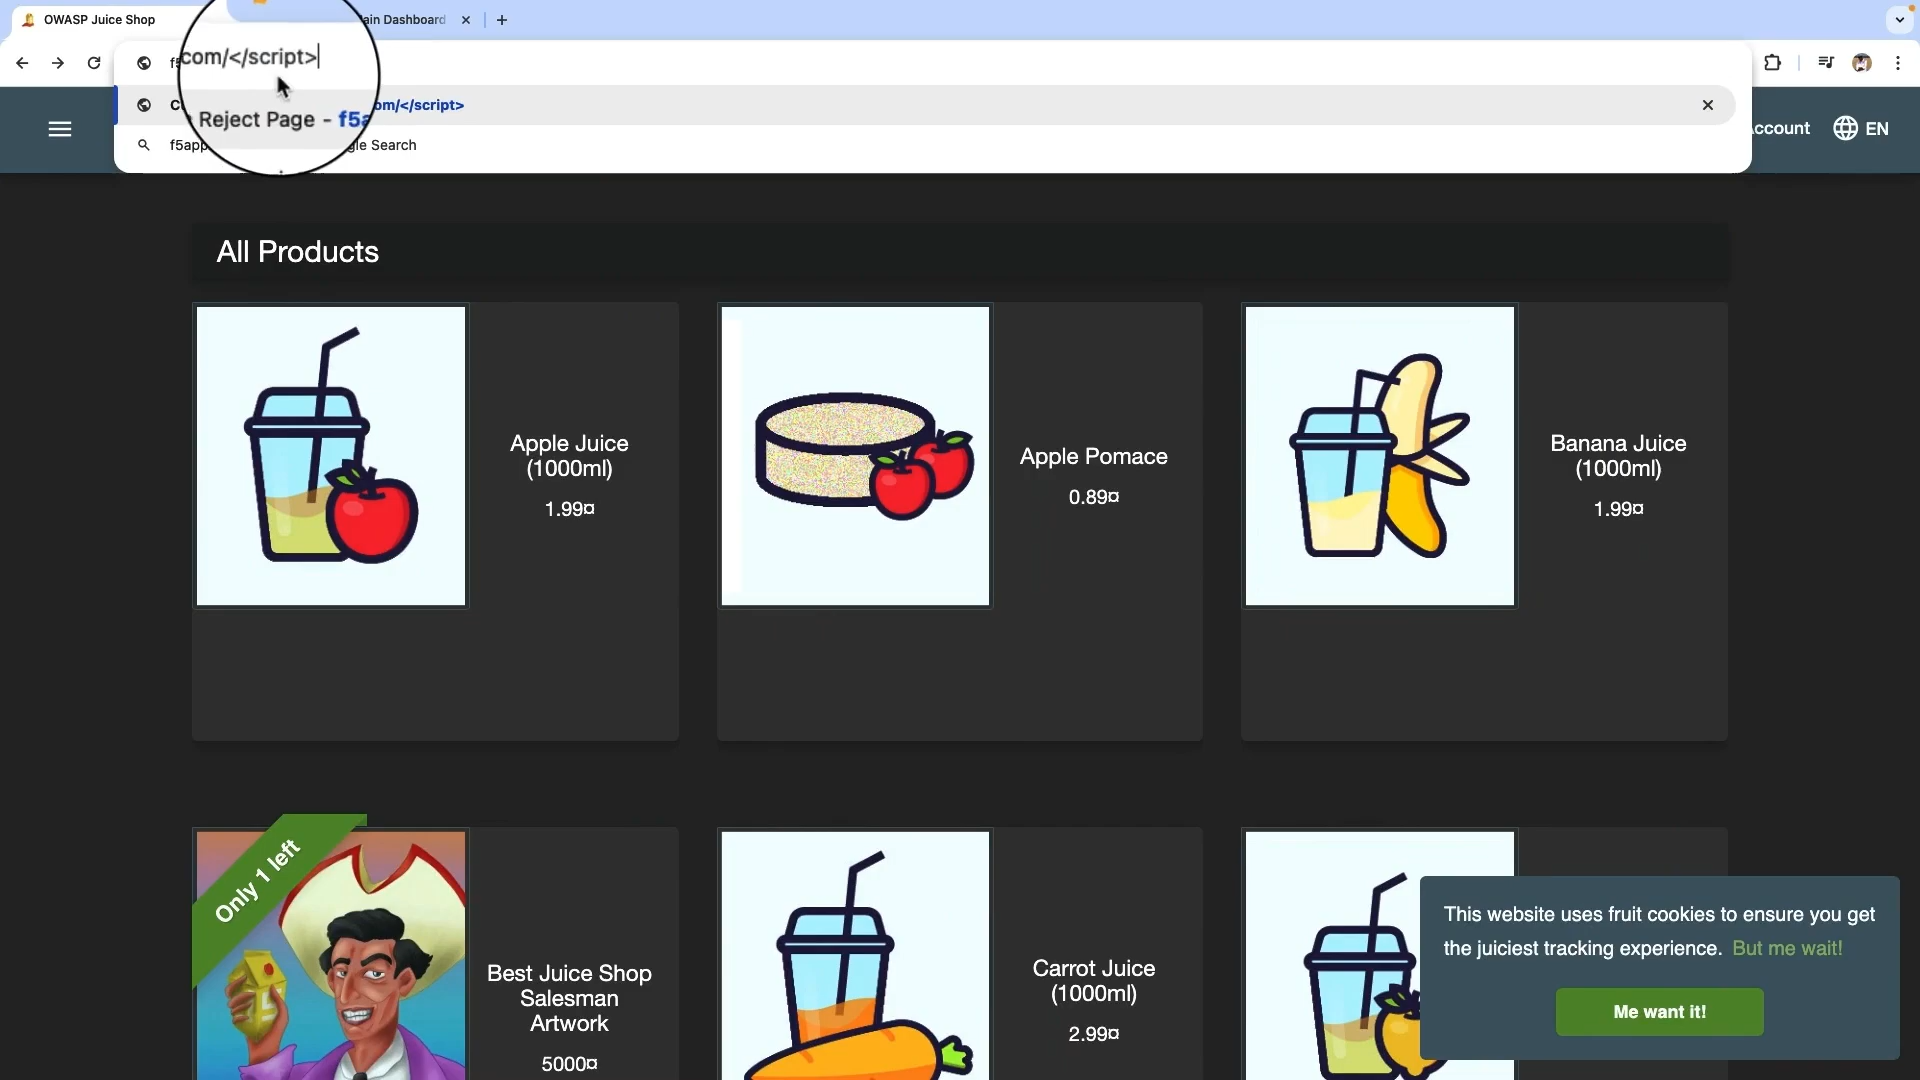 OWASP Juice Shop
ain Dashboard
com/</script>
om/</script>
Reject Page - f5a
f5app
gle Search
ccount
EN
All Products
Apple Juice
(1000ml)
1.99¤
Apple Pomace
0.89¤
Banana Juice
(1000ml)
1.99¤
Only 1 left
Best Juice Shop
Salesman
Artwork
5000¤
Carrot Juice
(1000ml)
2.99¤
This website uses fruit cookies to ensure you get
the juiciest tracking experience. But me wait!
Me want it!